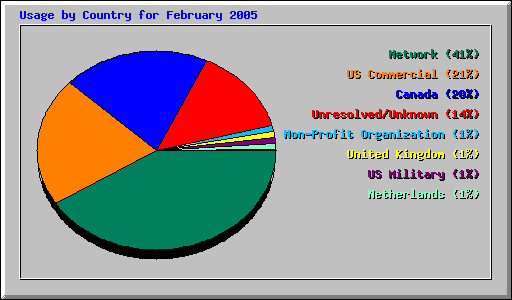 Usage by Country for February 2005
Network (41%)
US Commercial (21%)
Canada (20%)
Unresolved/Unknown (14%)
Non-Profit Organization (1%)
United Kingdom (1%)
US Military (1%)
Netherlands (1%)